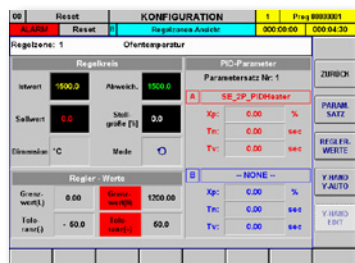 00 Reset KONFIGURATION 1 Prog 00000001
ALARM Reset Regelzonen-Ansicht 000:00:00 000:04:30
Regelzone: 1 Ofentemperatur
Regelkreis PID-Parameter
Parametersatz Nr: 1
ZURÜCK
Istwert 1500.0 Abweich. 1500.0
A SE_2P_PIDHeater
PARAM. SATZ
Sollwert 0.0 Stell-größe [%] 0.0
Xp: 0.00 %
Tn: 0.00 sec
REGLER-WERTE
Dimension °C Mode
Tv: 0.00 sec
Regler - Werte
B -- NONE --
Y-HAND Y-AUTO
Grenz-wert(L) 0.00 Grenz-wert(H) 1200.00
Xp: 0.00 %
Tn: 0.00 sec
Y-HAND EDIT
Tole-ranz(-) - 50.0 Tole-ranz(+) 50.0
Tv: 0.00 sec